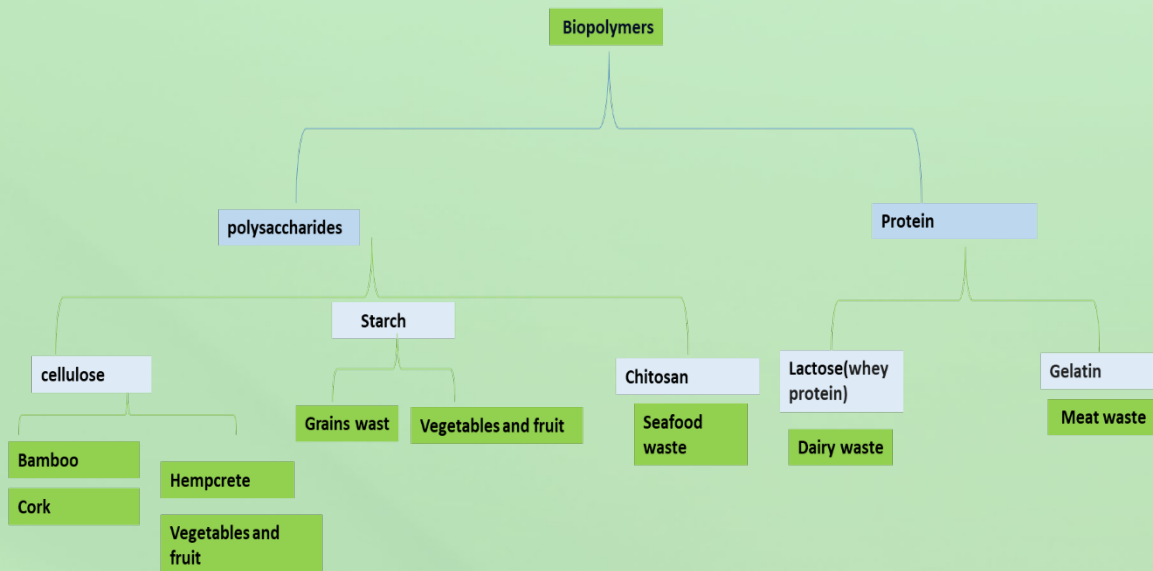 Biopolymers
polysaccharides
Protein
Starch
cellulose
Chitosan
Lactose(whey
protein)
Gelatin
Grains wast
Vegetables and fruit
Seafood
waste
Dairy waste
Meat waste
Bamboo
Hempcrete
Cork
Vegetables and
fruit